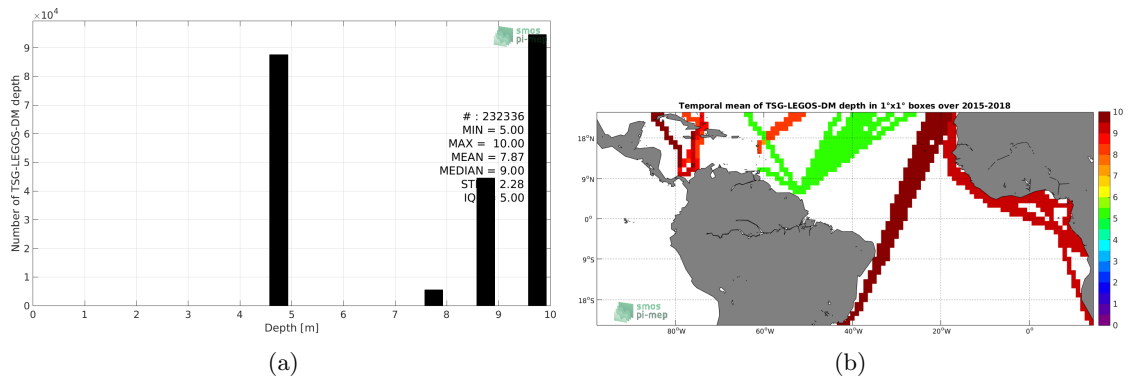 ×10⁴
9
8
7
6
5
4
3
2
1
0
Number of TSG-LEGOS-DM depth
smos
pi-mep
# : 232336
MIN = 5.00
MAX = 10.00
MEAN = 7.87
MEDIAN = 9.00
ST 2.28
IQ 5.00
0 1 2 3 4 5 6 7 8 9 10
Depth [m]
(a)
Temporal mean of TSG-LEGOS-DM depth in 1°x1° boxes over 2015-2018
18°N
9°N
0°
9°S
18°S
80°W 60°W 40°W 20°W 0°
smos
pi-mep
10
9
8
7
6
5
4
3
2
1
0
(b)